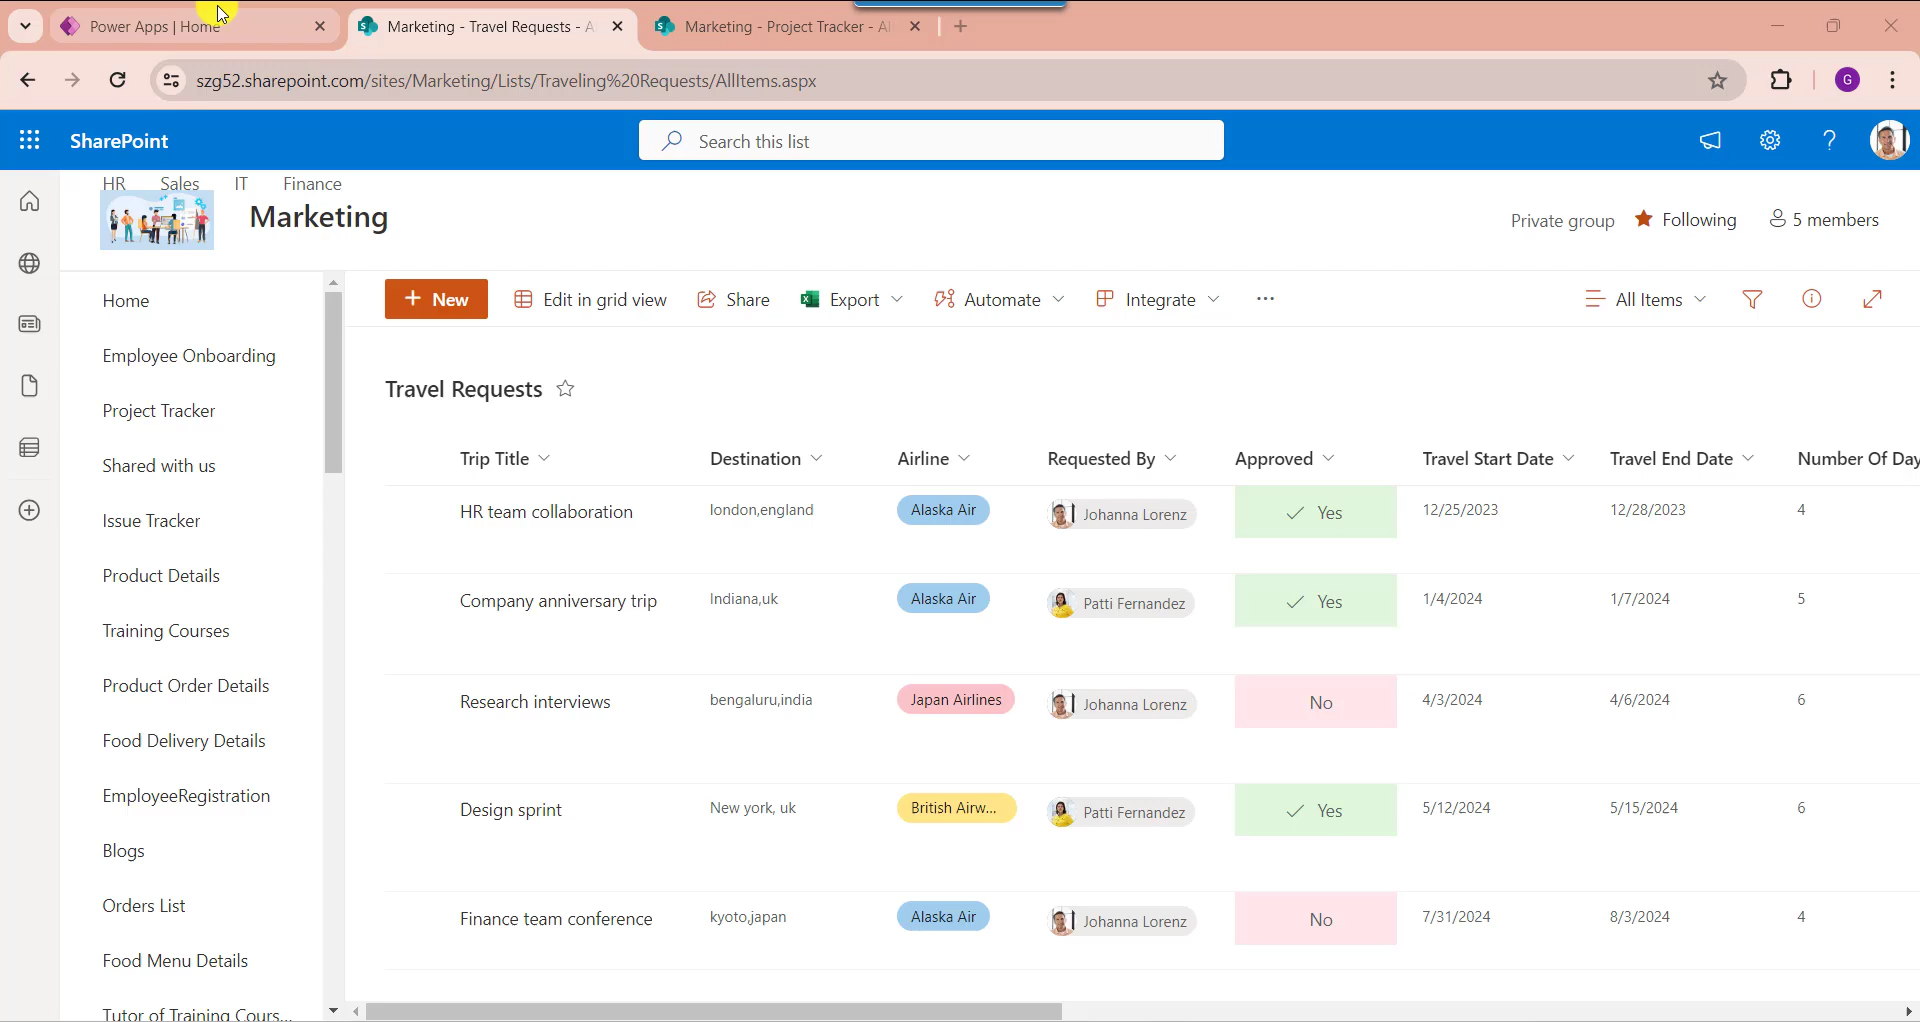 Power Apps | Home
Marketing - Travel Requests - A
Marketing - Project Tracker - Al
szg52.sharepoint.com/sites/Marketing/Lists/Traveling%20Requests/AllItems.aspx
G
SharePoint
Search this list
HR Sales IT Finance
Marketing
Private group Following 5 members
Home
Employee Onboarding
Project Tracker
Shared with us
Issue Tracker
Product Details
Training Courses
Product Order Details
Food Delivery Details
EmployeeRegistration
Blogs
Orders List
Food Menu Details
Tutor of Training Cours...
+ New Edit in grid view Share Export Automate Integrate ... All Items
Travel Requests
Trip Title Destination Airline Requested By Approved Travel Start Date Travel End Date Number Of Day
HR team collaboration london,england Alaska Air Johanna Lorenz Yes 12/25/2023 12/28/2023 4
Company anniversary trip Indiana,uk Alaska Air Patti Fernandez Yes 1/4/2024 1/7/2024 5
Research interviews bengaluru,india Japan Airlines Johanna Lorenz No 4/3/2024 4/6/2024 6
Design sprint New york, uk British Airw... Patti Fernandez Yes 5/12/2024 5/15/2024 6
Finance team conference kyoto,japan Alaska Air Johanna Lorenz No 7/31/2024 8/3/2024 4